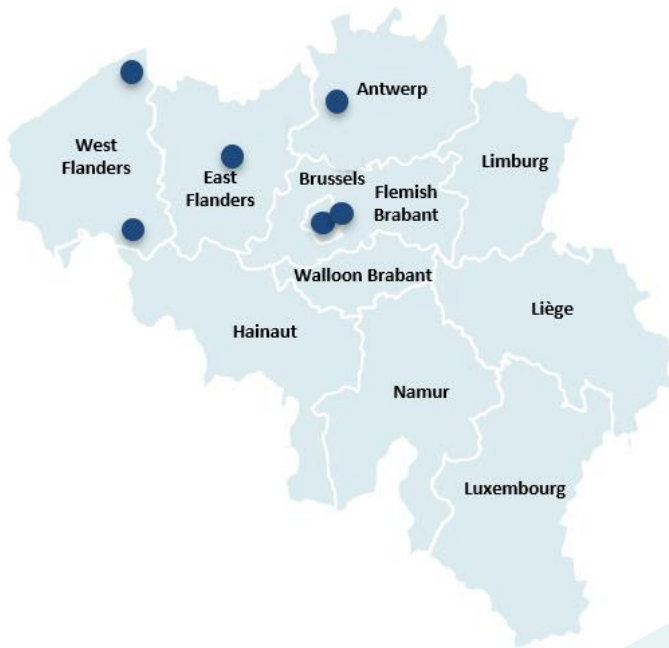 Antwerp
West
Flanders
East
Flanders
Brussels
Flemish
Brabant
Limburg
Walloon Brabant
Hainaut
Liège
Namur
Luxembourg